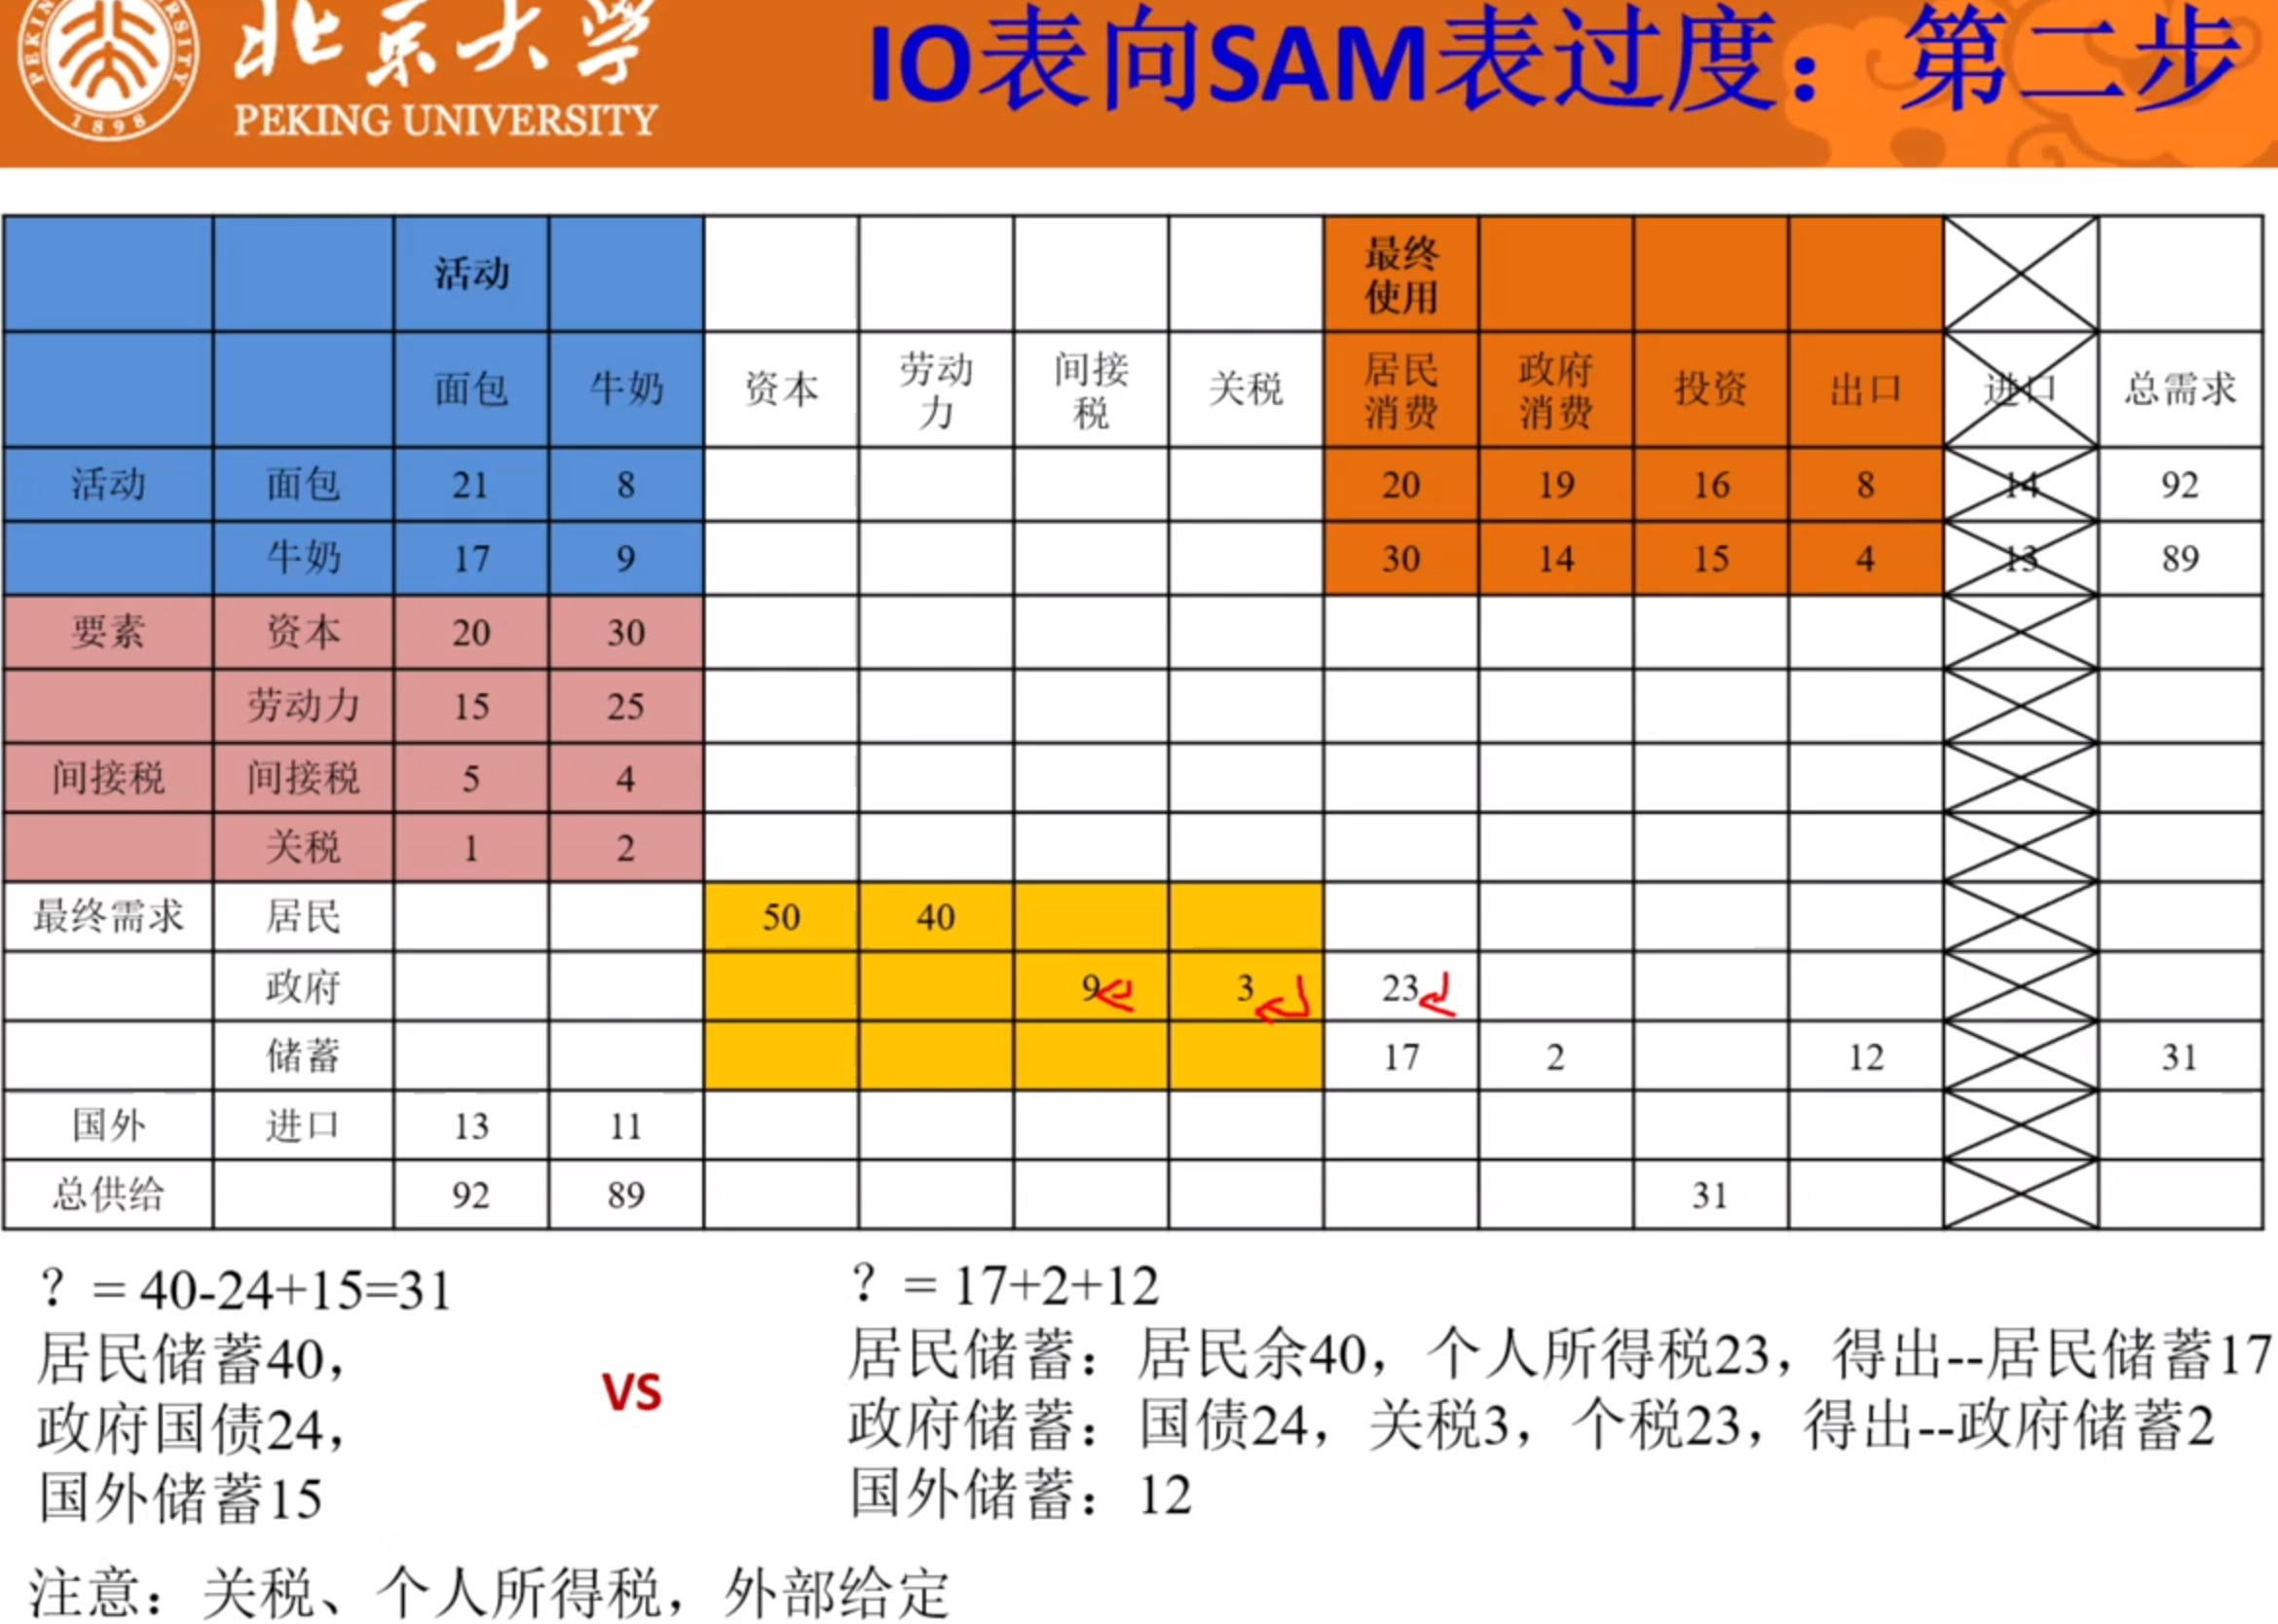 PEKING UNIVERSITY
1898
北京大学
PEKING UNIVERSITY
IO表向SAM表过度：第二步
活动 最终使用
面包 牛奶 资本 劳动力 间接税 关税 居民消费 政府消费 投资 出口 进口 总需求
活动 面包 21 8 20 19 16 8 14 92
牛奶 17 9 30 14 15 4 13 89
要素 资本 20 30
劳动力 15 25
间接税 间接税 5 4
关税 1 2
最终需求 居民 50 40
政府 9 3 23
储蓄 17 2 12 31
国外 进口 13 11
总供给 92 89 31
？= 40-24+15=31
居民储蓄40，
政府国债24，
国外储蓄15
VS
？= 17+2+12
居民储蓄：居民余40，个人所得税23，得出--居民储蓄17
政府储蓄：国债24，关税3，个税23，得出--政府储蓄2
国外储蓄：12
注意：关税、个人所得税，外部给定